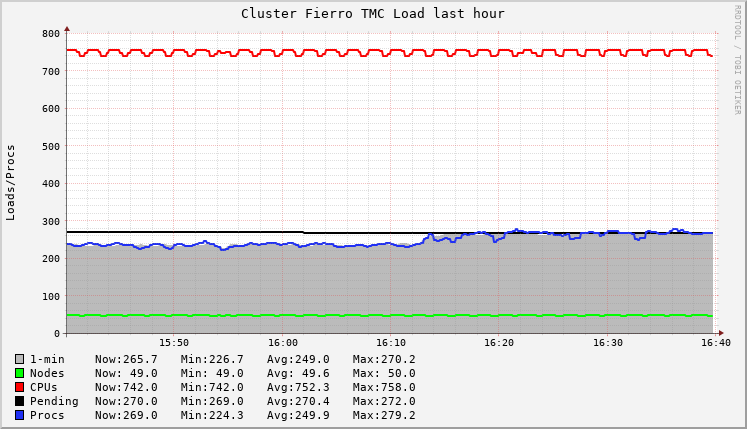 Cluster Fierro TMC Load last hour
RRDTOOL / TOBI OETIKER
Loads/Procs
800
700
600
500
400
300
200
100
0
15:50 16:00 16:10 16:20 16:30 16:40
1-min Now:265.7 Min:226.7 Avg:249.0 Max:270.2
Nodes Now: 49.0 Min: 49.0 Avg: 49.6 Max: 50.0
CPUs Now:742.0 Min:742.0 Avg:752.3 Max:758.0
Pending Now:270.0 Min:269.0 Avg:270.4 Max:272.0
Procs Now:269.0 Min:224.3 Avg:249.9 Max:279.2